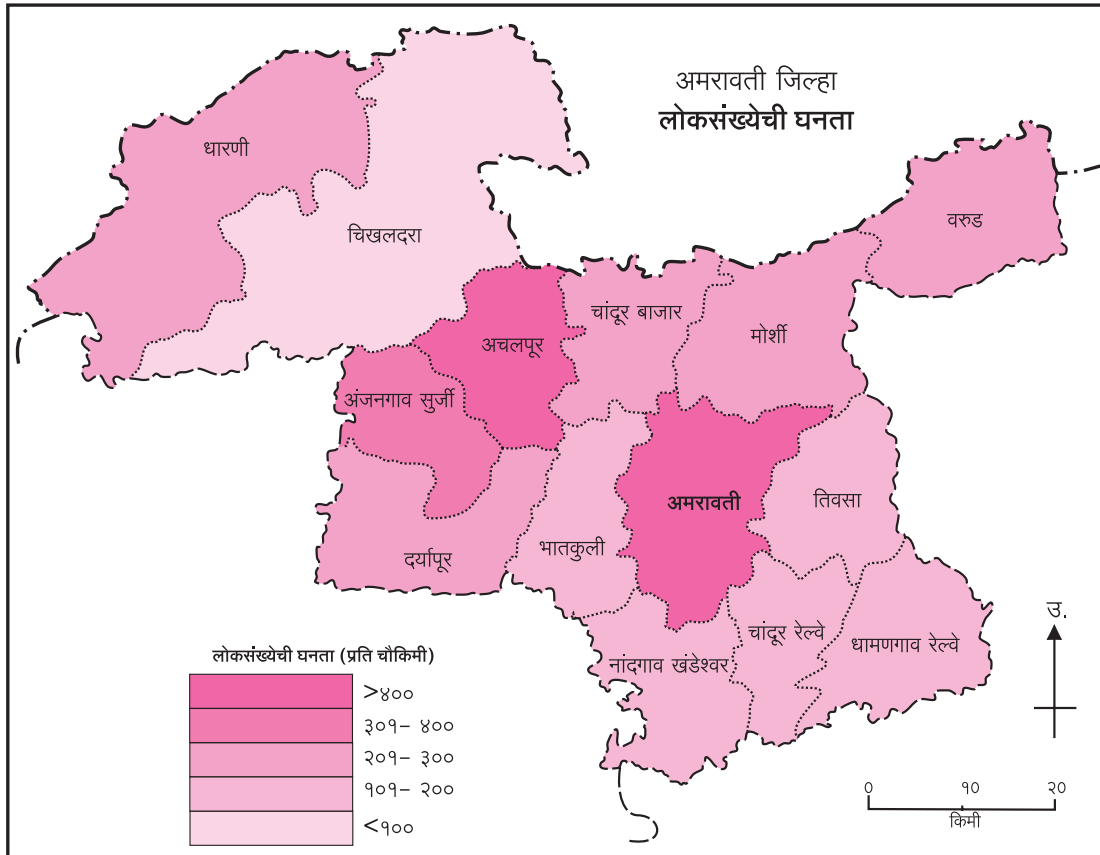 अमरावती जिल्हा
लोकसंख्येची घनता
धारणी
चिखलदरा
वरुड
चांदूर बाजार
मोर्शी
अचलपूर
अंजनगाव सुर्जी
अमरावती
तिवसा
भातकुली
दर्यापूर
चांदूर रेल्वे
धामणगाव रेल्वे
नांदगाव खंडेश्वर
उ.
लोकसंख्येची घनता (प्रति चौकिमी)
>४००
३०१– ४००
२०१– ३००
१०१– २००
<१००
० १० २०
किमी